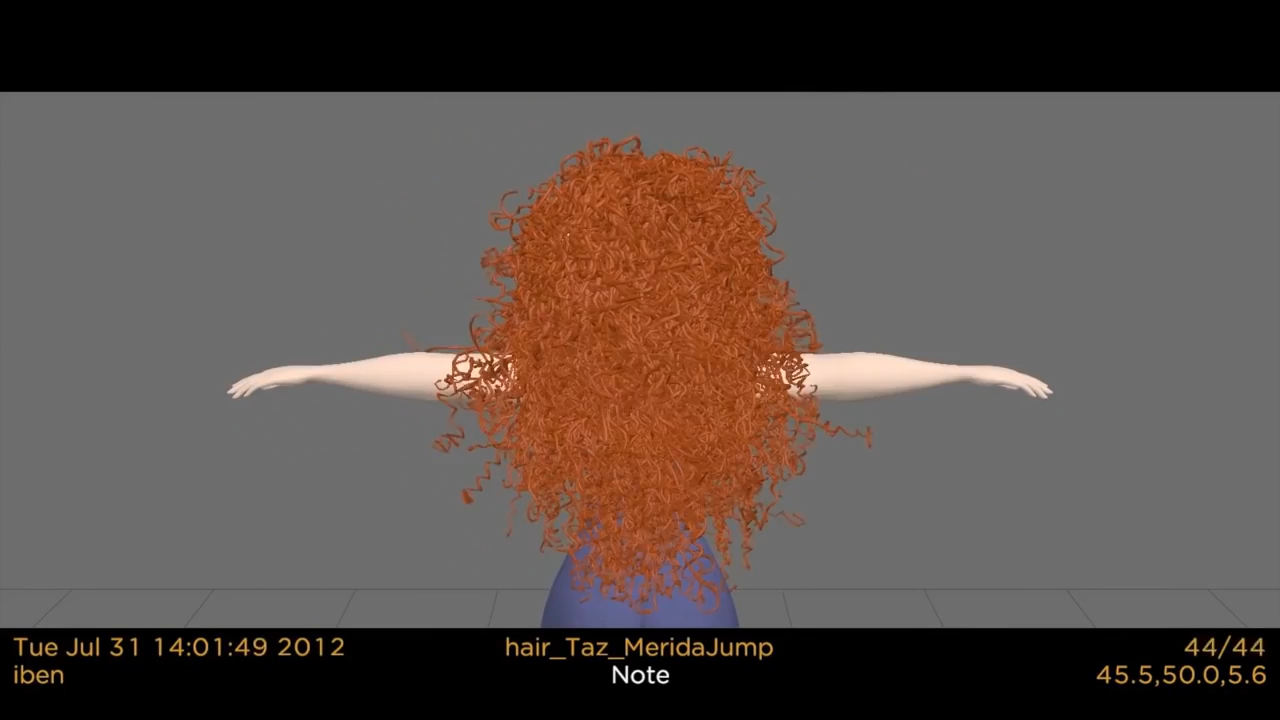 Tue Jul 31 14:01:49 2012
hair_Taz_MeridaJump
44/44
iben
Note
45.5,50.0,5.6